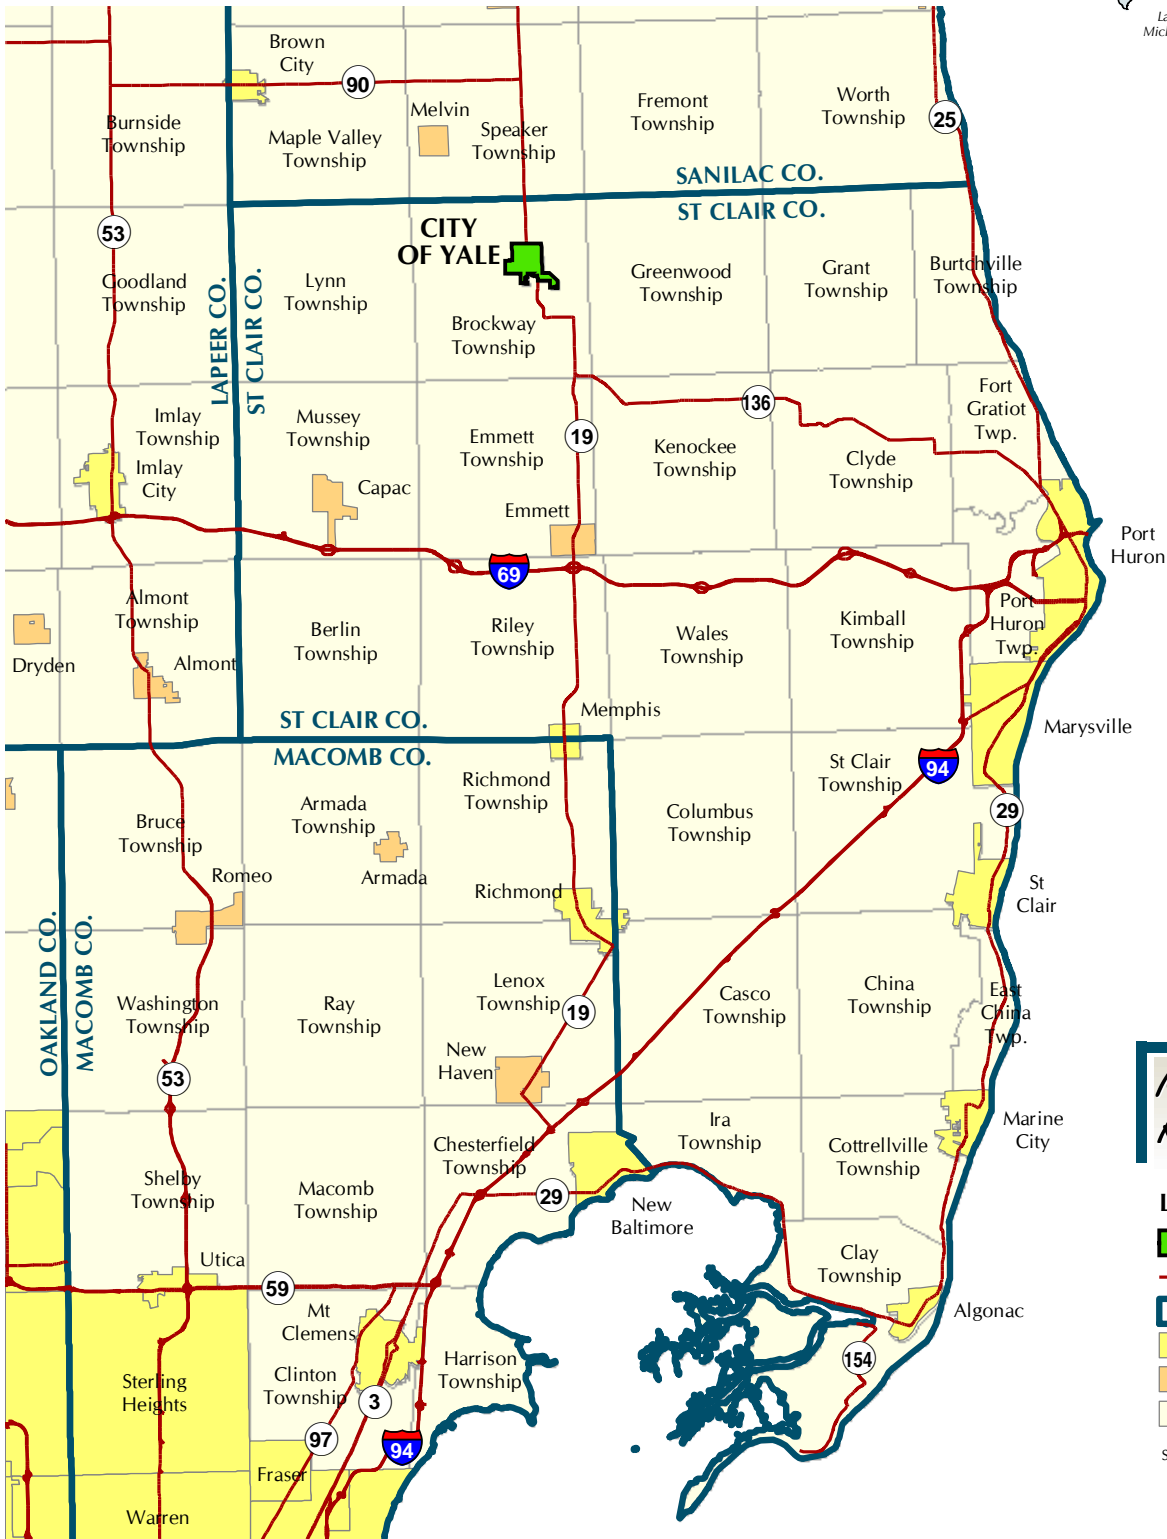 La
Mich
Brown
City
90
Melvin
Fremont
Township
Worth
Township
25
Burnside
Township
Maple Valley
Township
Speaker
Township
SANILAC CO.
ST CLAIR CO.
53
CITY
OF YALE
Goodland
Township
LAPEER CO.
ST CLAIR CO.
Lynn
Township
Greenwood
Township
Grant
Township
Burtchville
Township
Brockway
Township
Imlay
Township
Mussey
Township
136
Fort
Gratiot
Twp.
19
Emmett
Township
Kenockee
Township
Clyde
Township
Imlay
City
Capac
Emmett
Port
Huron
69
Almont
Township
Berlin
Township
Riley
Township
Wales
Township
Kimball
Township
Port
Huron
Twp.
Dryden
Almont
Memphis
ST CLAIR CO.
MACOMB CO.
Marysville
94
St Clair
Township
Richmond
Township
29
Bruce
Township
Armada
Township
Columbus
Township
Romeo
Armada
Richmond
St
Clair
OAKLAND CO.
MACOMB CO.
Washington
Township
Ray
Township
Lenox
Township
19
Casco
Township
China
Township
East
China
Twp.
New
Haven
53
Chesterfield
Township
Ira
Township
Cottrellville
Township
Marine
City
Shelby
Township
Macomb
Township
29
New
Baltimore
L
Utica
Clay
Township
59
Mt
Clemens
Algonac
Harrison
Township
154
Sterling
Heights
Clinton
Township
3
97
94
Fraser
S
Warren